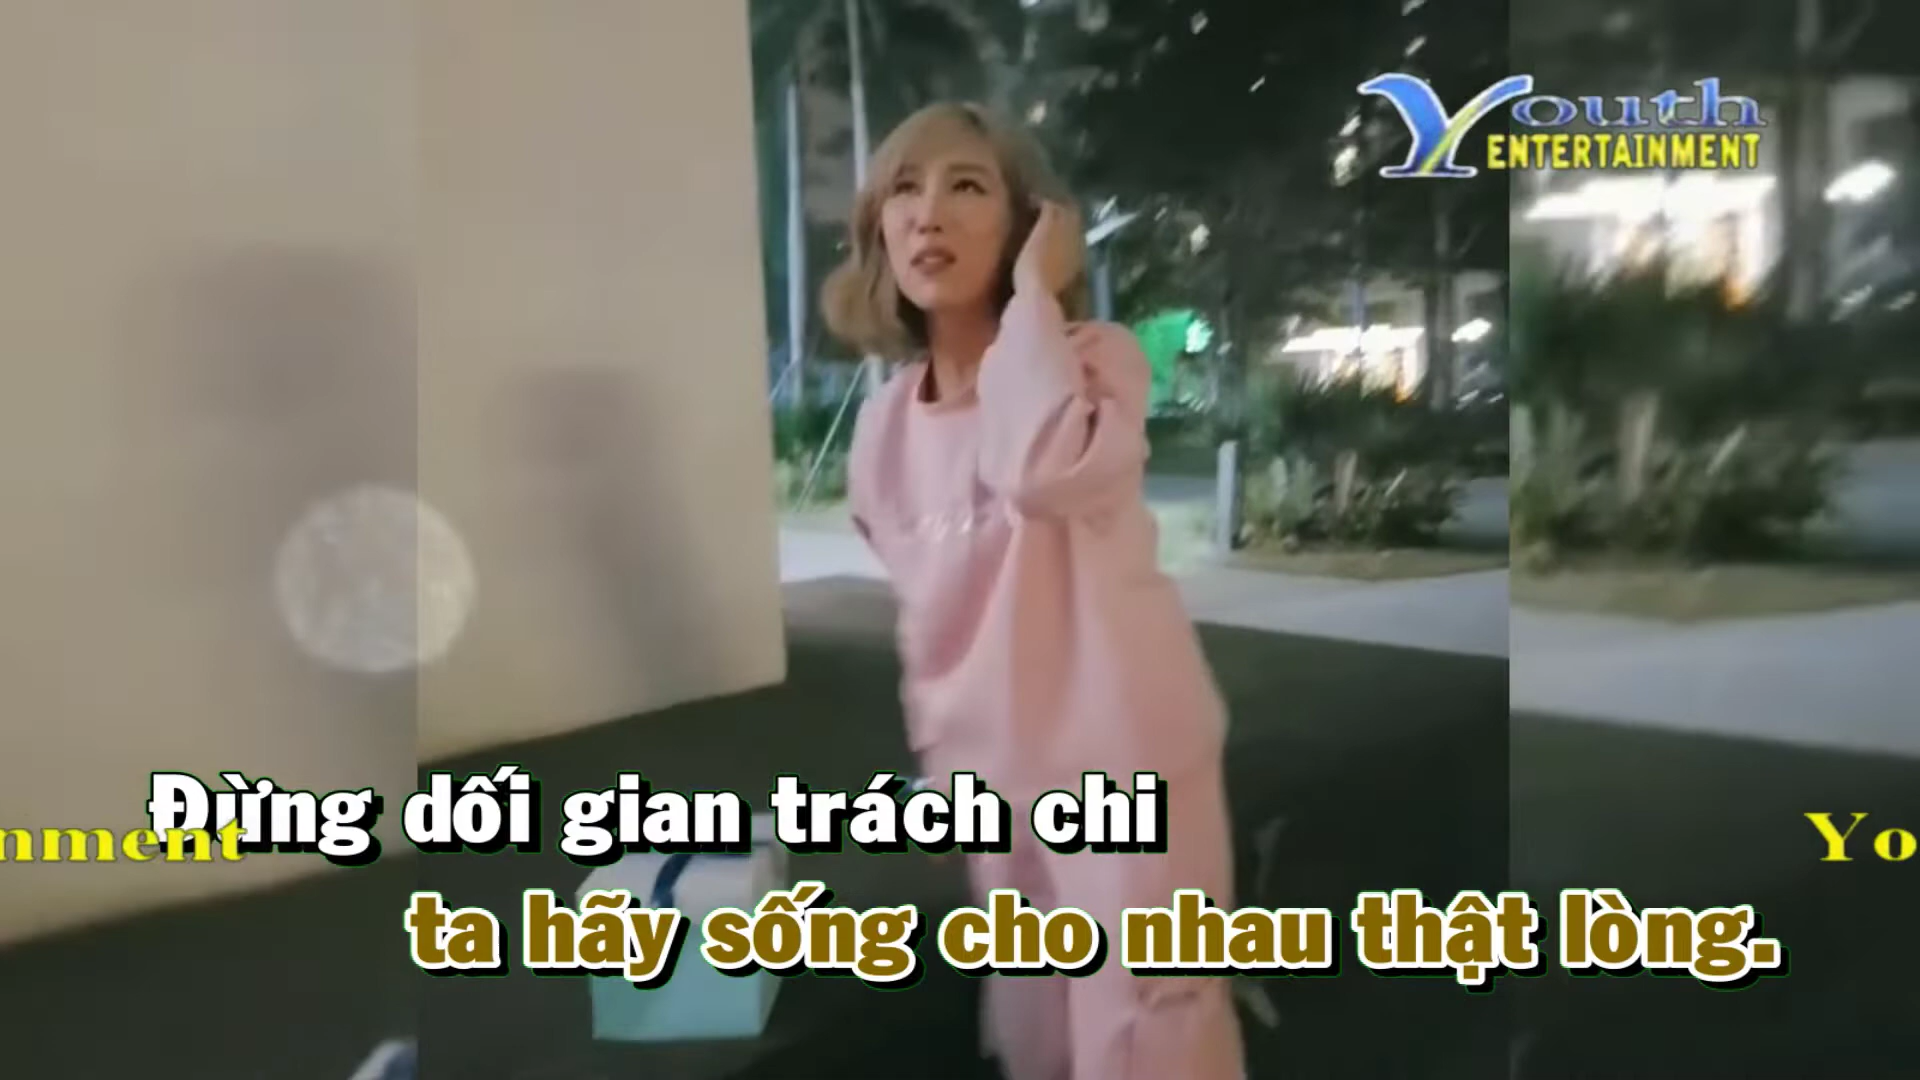 Youth
ENTERTAINMENT
Đừng dối gian trách chi
nment
Yo
ta hãy sống cho nhau thật lòng.